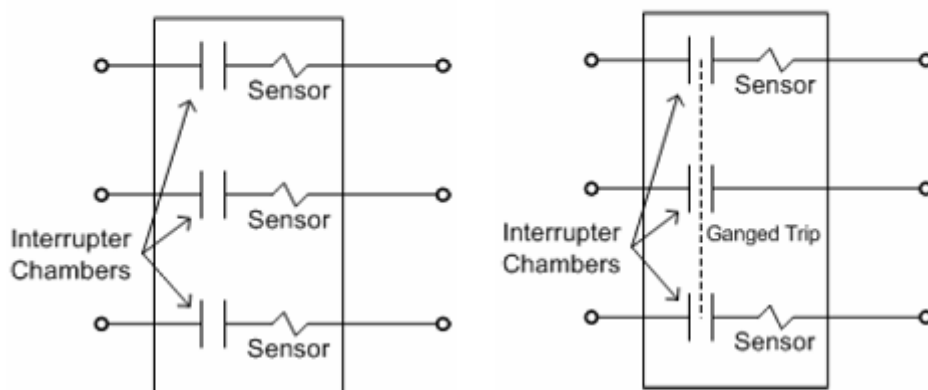 Sensor
Sensor
Interrupter
Chambers
Sensor
Sensor
Interrupter
Chambers
Ganged Trip
Sensor